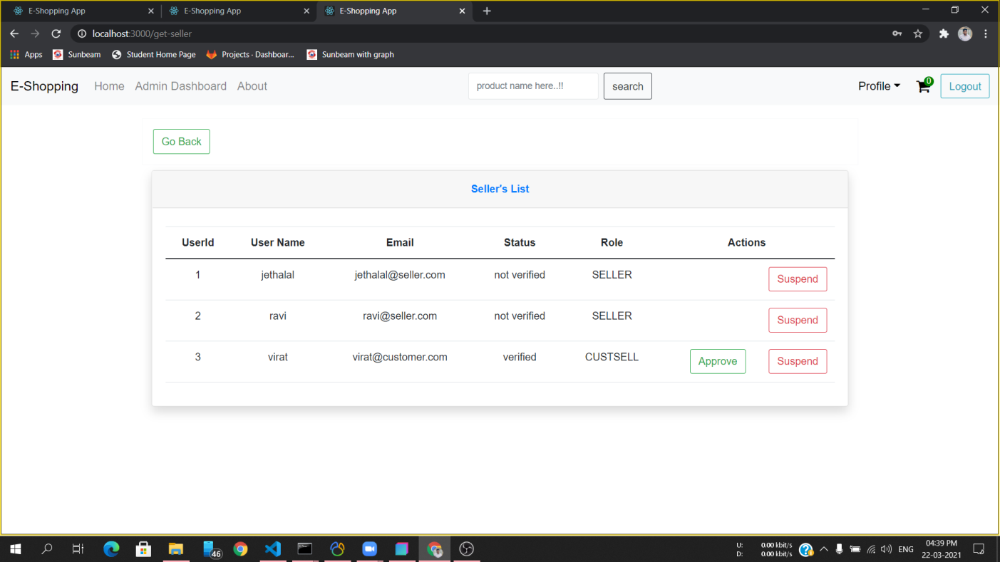 E-Shopping App
E-Shopping App
E-Shopping App
localhost:3000/get-seller
Apps Sunbeam Student Home Page Projects · Dashboar... Sunbeam with graph
E-Shopping Home Admin Dashboard About product name here..!! search Profile 0 Logout
Go Back
Seller's List
UserId User Name Email Status Role Actions
1 jethalal jethalal@seller.com not verified SELLER Suspend
2 ravi ravi@seller.com not verified SELLER Suspend
3 virat virat@customer.com verified CUSTSELL Approve Suspend
46
U: 0.00 kbit/s
D: 0.00 kbit/s
ENG
04:39 PM
22-03-2021